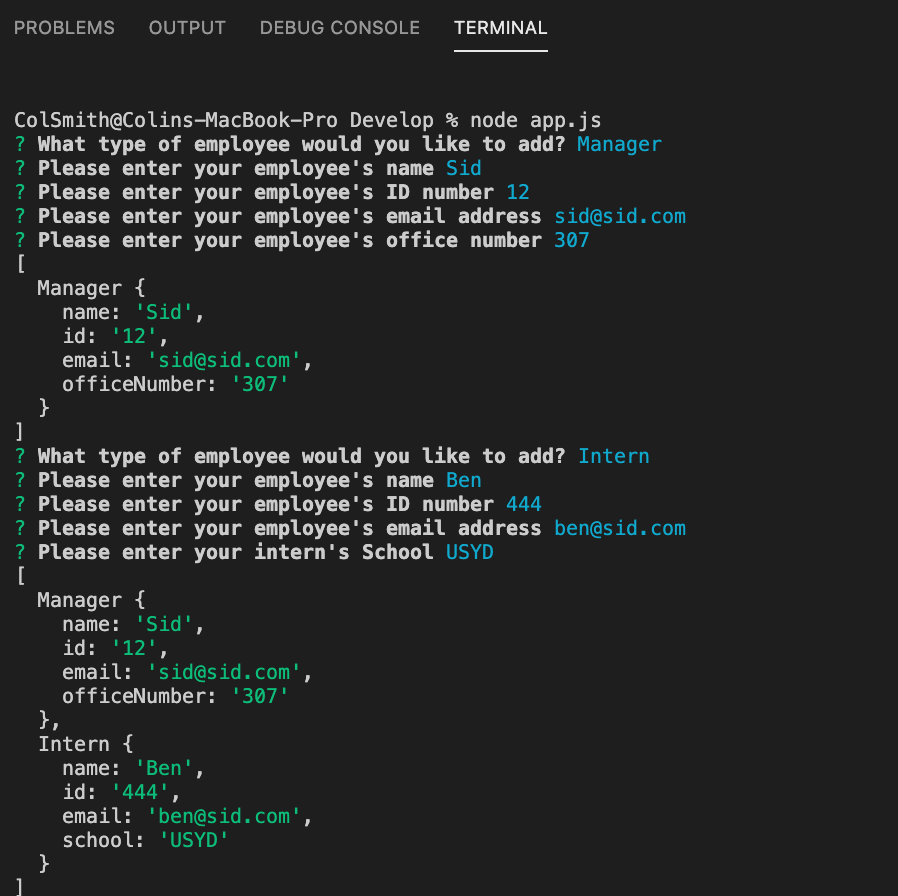 PROBLEMS OUTPUT DEBUG CONSOLE TERMINAL
ColSmith@Colins-MacBook-Pro Develop % node app.js
? What type of employee would you like to add? Manager
? Please enter your employee's name Sid
? Please enter your employee's ID number 12
? Please enter your employee's email address sid@sid.com
? Please enter your employee's office number 307
[
  Manager {
    name: 'Sid',
    id: '12',
    email: 'sid@sid.com',
    officeNumber: '307'
  }
]
? What type of employee would you like to add? Intern
? Please enter your employee's name Ben
? Please enter your employee's ID number 444
? Please enter your employee's email address ben@sid.com
? Please enter your intern's School USYD
[
  Manager {
    name: 'Sid',
    id: '12',
    email: 'sid@sid.com',
    officeNumber: '307'
  },
  Intern {
    name: 'Ben',
    id: '444',
    email: 'ben@sid.com',
    school: 'USYD'
  }
]